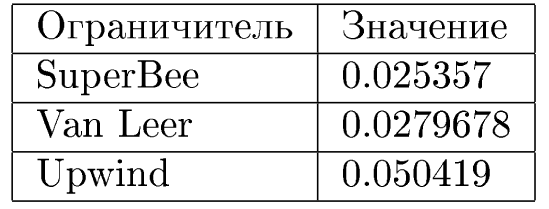 Ограничитель Значение
SuperBee 0.025357
Van Leer 0.0279678
Upwind 0.050419